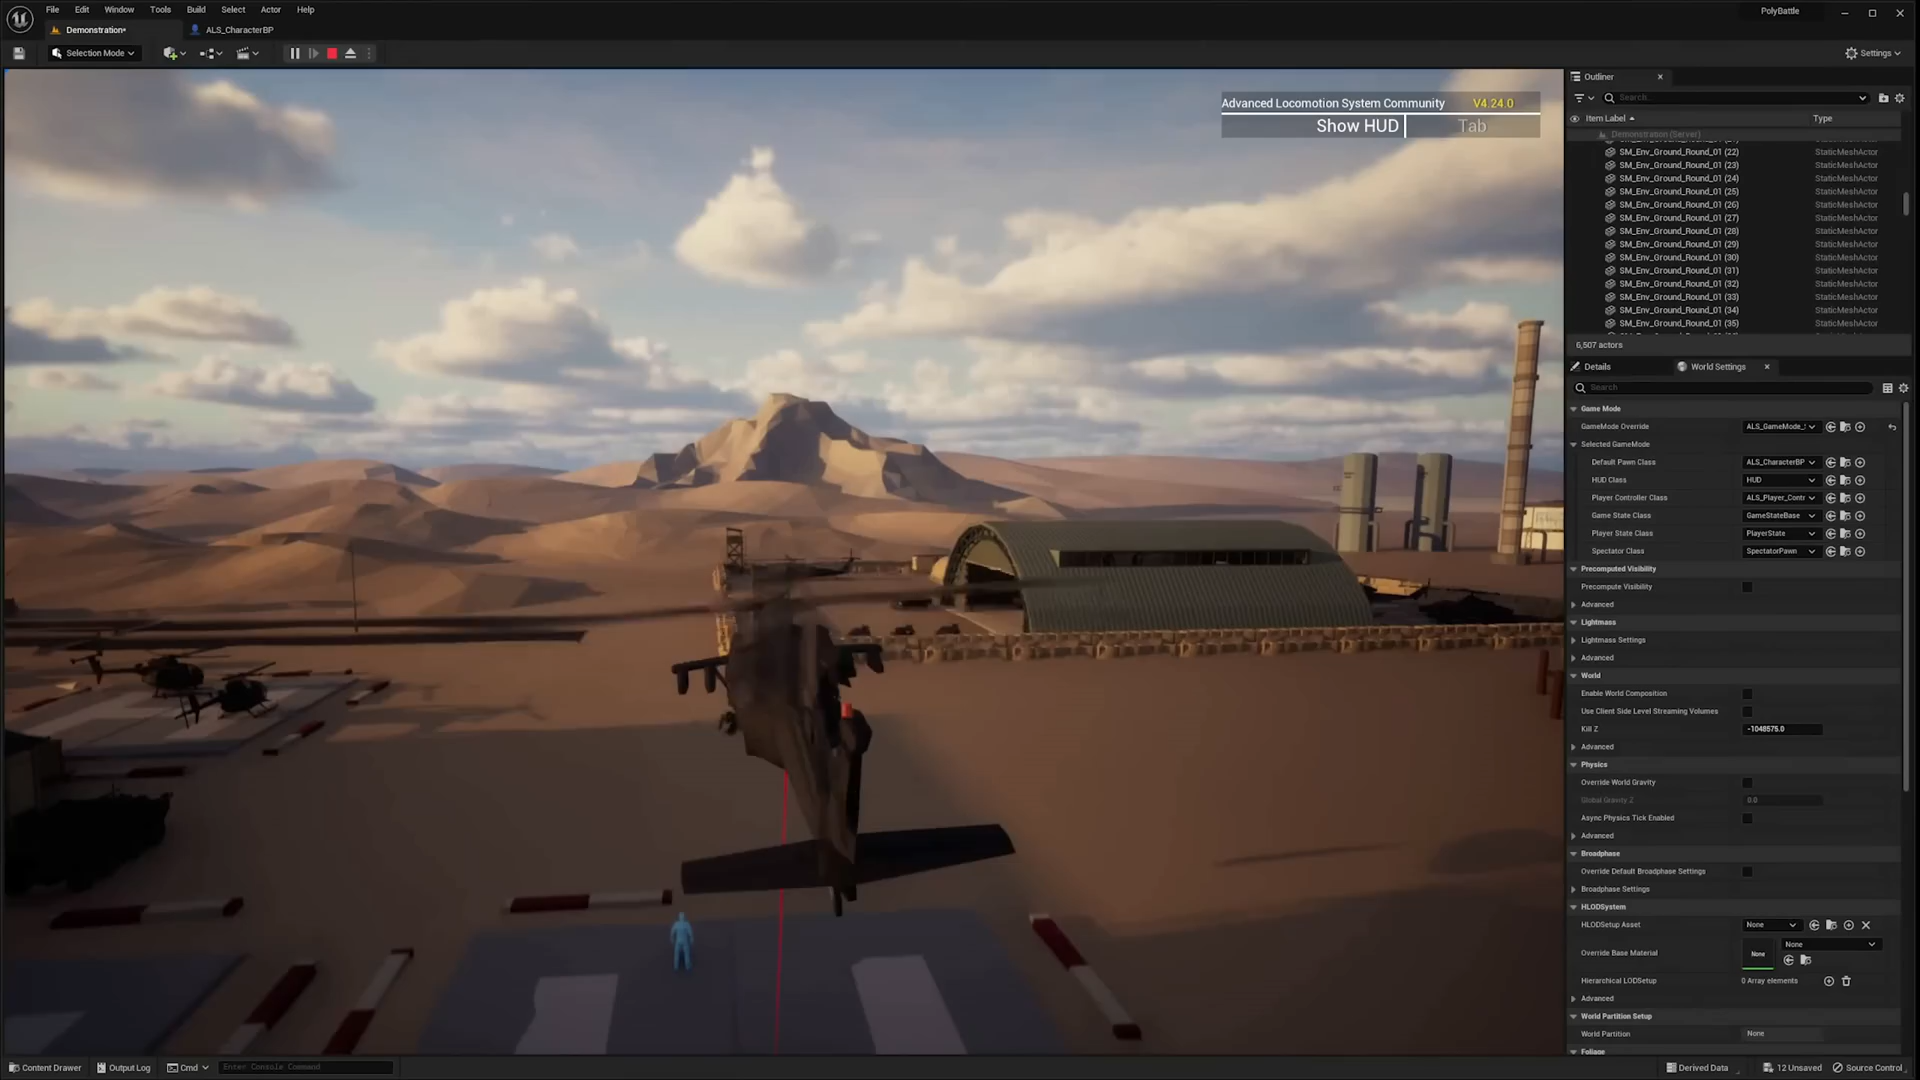 File Edit Window Tools Build Select Actor Help
PolyBattle
Demonstration*
ALS_CharacterBP
Selection Mode
Settings
Advanced Locomotion System Community V4.24.0
Show HUD Tab
Outliner
Search...
Item Label Type
Demonstration (Server)
SM_Env_Ground_Round_01 (22) StaticMeshActor
SM_Env_Ground_Round_01 (23) StaticMeshActor
SM_Env_Ground_Round_01 (24) StaticMeshActor
SM_Env_Ground_Round_01 (25) StaticMeshActor
SM_Env_Ground_Round_01 (26) StaticMeshActor
SM_Env_Ground_Round_01 (27) StaticMeshActor
SM_Env_Ground_Round_01 (28) StaticMeshActor
SM_Env_Ground_Round_01 (29) StaticMeshActor
SM_Env_Ground_Round_01 (30) StaticMeshActor
SM_Env_Ground_Round_01 (31) StaticMeshActor
SM_Env_Ground_Round_01 (32) StaticMeshActor
SM_Env_Ground_Round_01 (33) StaticMeshActor
SM_Env_Ground_Round_01 (34) StaticMeshActor
SM_Env_Ground_Round_01 (35) StaticMeshActor
6,507 actors
Details World Settings
Search
Game Mode
GameMode Override ALS_GameMode_
Selected GameMode
Default Pawn Class ALS_CharacterBP
HUD Class HUD
Player Controller Class ALS_Player_Contr
Game State Class GameStateBase
Player State Class PlayerState
Spectator Class SpectatorPawn
Precomputed Visibility
Precompute Visibility
Advanced
Lightmass
Lightmass Settings
Advanced
World
Enable World Composition
Use Client Side Level Streaming Volumes
Kill Z -1048575.0
Advanced
Physics
Override World Gravity
Global Gravity Z 0.0
Async Physics Tick Enabled
Advanced
Broadphase
Override Default Broadphase Settings
Broadphase Settings
HLODSystem
HLODSetup Asset None
Override Base Material None None
Hierarchical LODSetup 0 Array elements
Advanced
World Partition Setup
World Partition None
Foliage
Content Drawer Output Log Cmd Enter Console Command
Derived Data 12 Unsaved Source Control